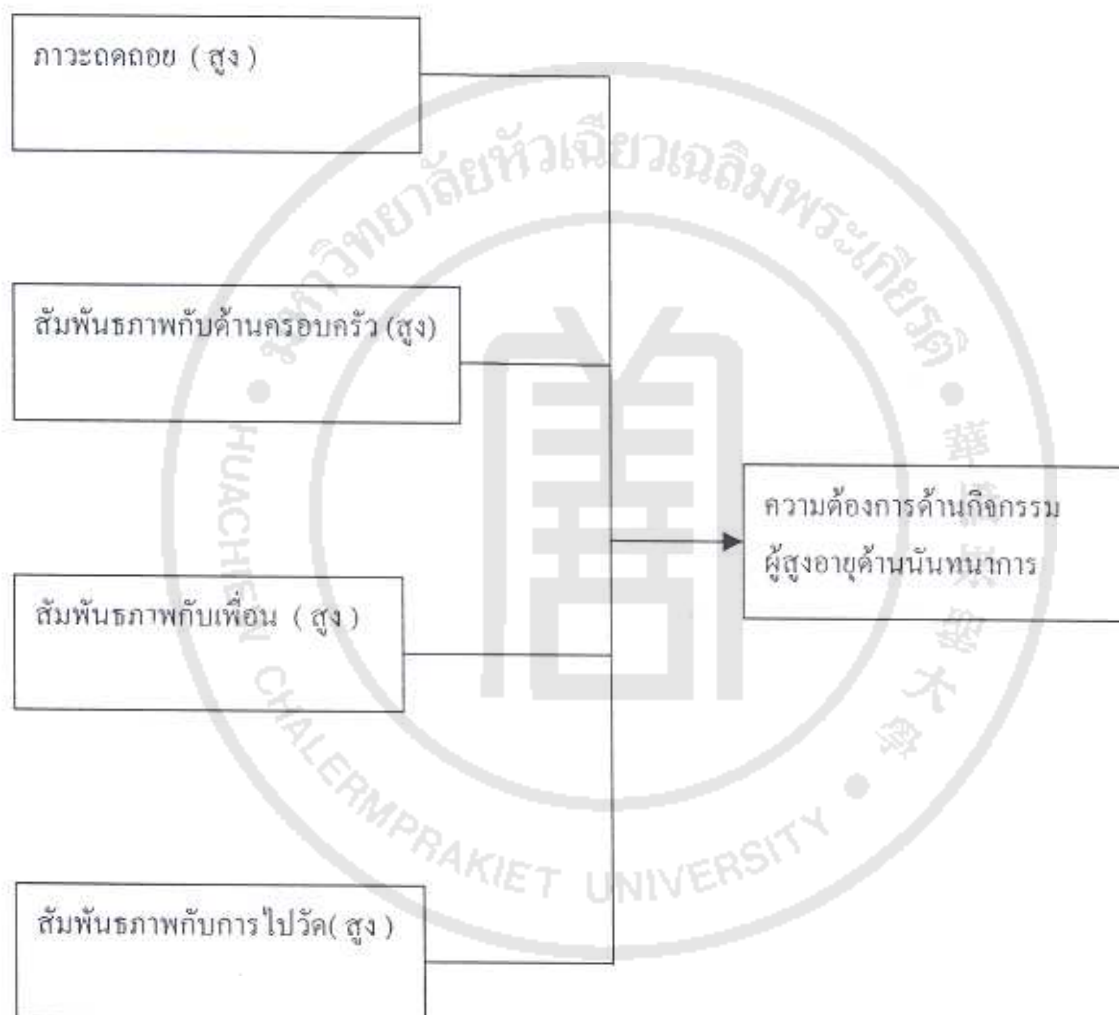 ภาวะถดถอย ( สูง )
สัมพันธภาพกับด้านครอบครัว (สูง)
สัมพันธภาพกับเพื่อน ( สูง )
สัมพันธภาพกับการไปวัด( สูง )
ความต้องการด้านกิจกรรม
ผู้สูงอายุด้านนันทนาการ
มหาวิทยาลัยหัวเฉียวเฉลิมพระเกียรติ
HUACHIEW CHALERMPRAKIET UNIVERSITY
華僑崇聖大學